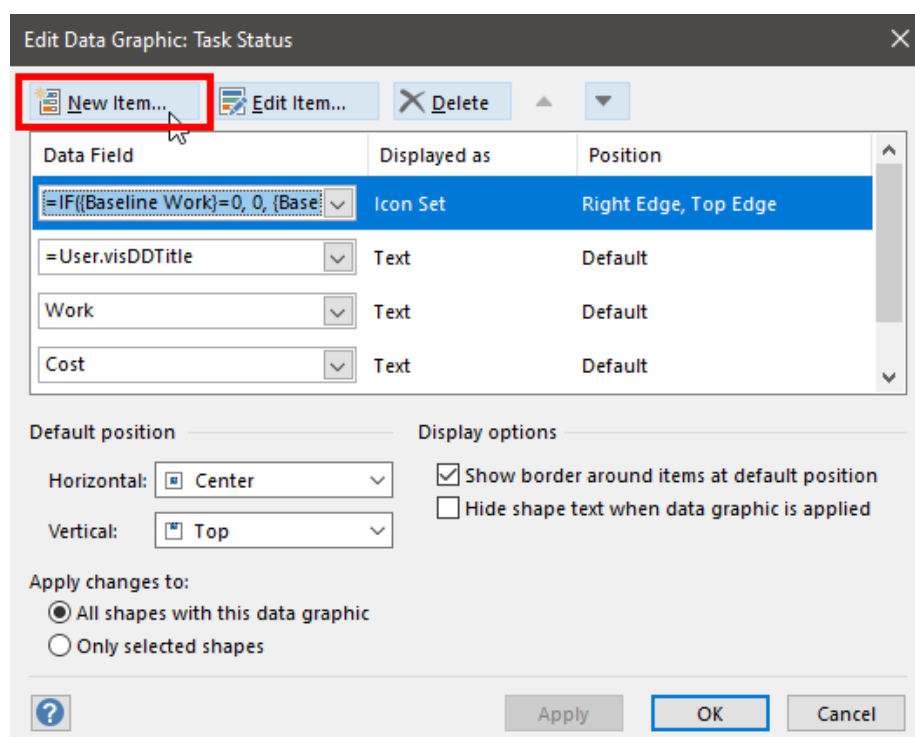 Edit Data Graphic: Task Status
New Item... Edit Item... Delete
Data Field Displayed as Position
=IF({Baseline Work}=0, 0, {Base Icon Set Right Edge, Top Edge
=User.visDDTitle Text Default
Work Text Default
Cost Text Default
Default position Display options
Horizontal: Center Show border around items at default position
Vertical: Top Hide shape text when data graphic is applied
Apply changes to:
All shapes with this data graphic
Only selected shapes
? Apply OK Cancel